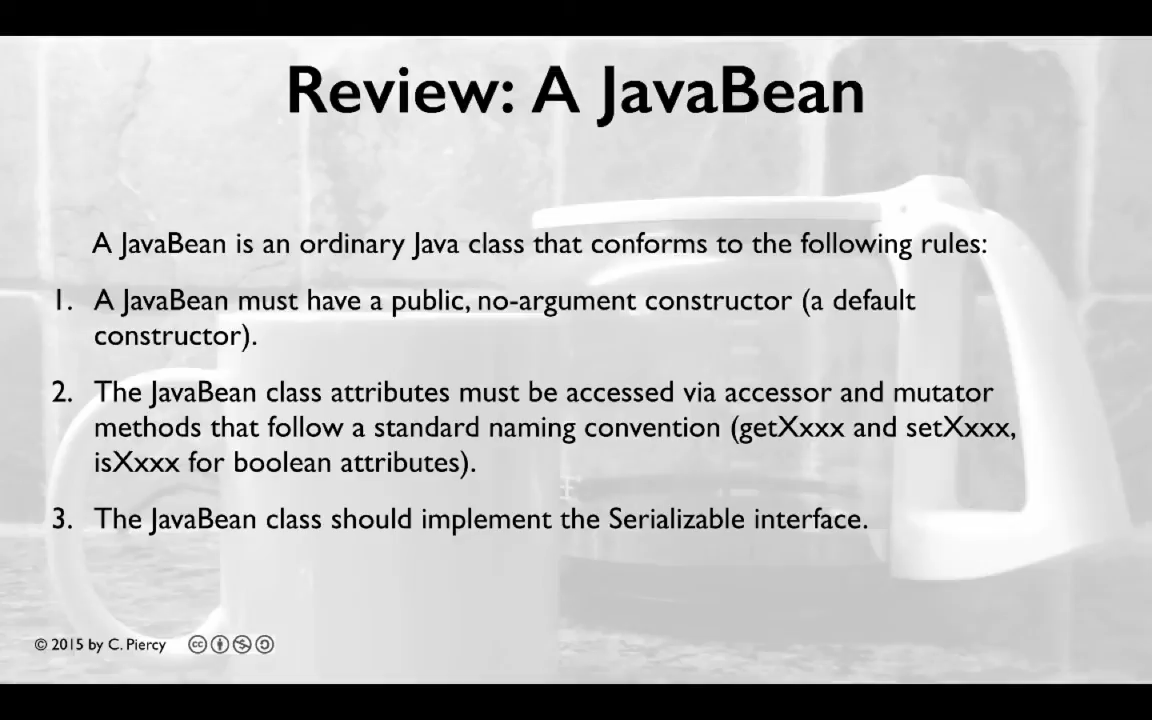 Review: A JavaBean
A JavaBean is an ordinary Java class that conforms to the following rules:
1. A JavaBean must have a public, no-argument constructor (a default
constructor).
2. The JavaBean class attributes must be accessed via accessor and mutator
methods that follow a standard naming convention (getXxxx and setXxxx,
isXxxx for boolean attributes).
3. The JavaBean class should implement the Serializable interface.
© 2015 by C. Piercy